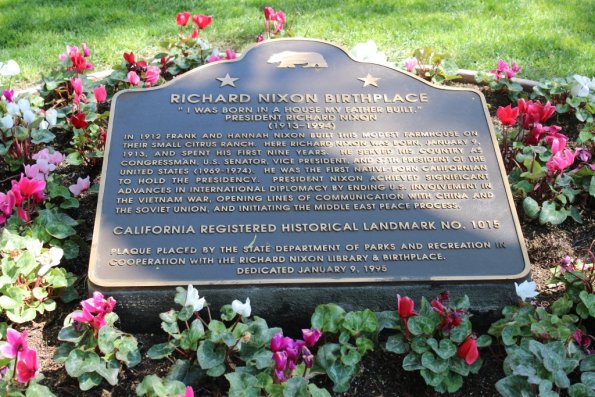 RICHARD NIXON BIRTHPLACE
"I WAS BORN IN A HOUSE MY FATHER BUILT."
PRESIDENT RICHARD NIXON
(1913-1994)
IN 1912 FRANK AND HANNAH NIXON BUILT THIS MODEST FARMHOUSE ON
THEIR SMALL CITRUS RANCH. HERE RICHARD NIXON WAS BORN, JANUARY 9,
1913, AND SPENT HIS FIRST NINE YEARS. HE SERVED HIS COUNTRY AS
CONGRESSMAN, U.S. SENATOR, VICE PRESIDENT, AND 37TH PRESIDENT OF THE
UNITED STATES (1969-1974). HE WAS THE FIRST NATIVE-BORN CALIFORNIAN
TO HOLD THE PRESIDENCY. PRESIDENT NIXON ACHIEVED SIGNIFICANT
ADVANCES IN INTERNATIONAL DIPLOMACY BY ENDING U.S. INVOLVEMENT IN
THE VIETNAM WAR, OPENING LINES OF COMMUNICATION WITH CHINA AND
THE SOVIET UNION, AND INITIATING THE MIDDLE EAST PEACE PROCESS.
CALIFORNIA REGISTERED HISTORICAL LANDMARK NO. 1015
PLAQUE PLACED BY THE STATE DEPARTMENT OF PARKS AND RECREATION IN
COOPERATION WITH THE RICHARD NIXON LIBRARY & BIRTHPLACE.
DEDICATED JANUARY 9, 1995